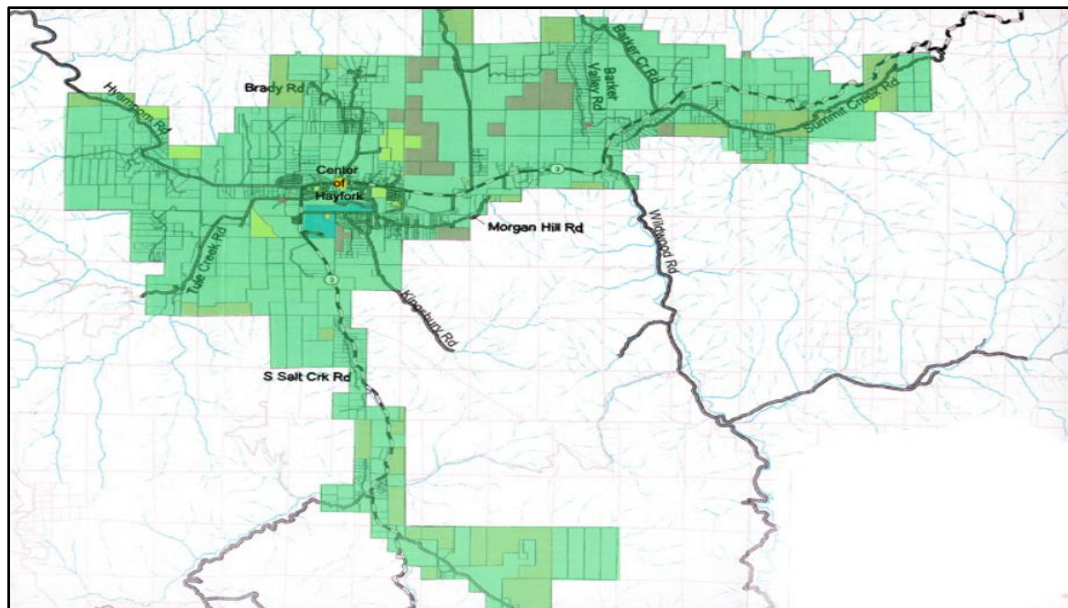 Barker Crk Rd
Barker
Valley Rd
Brady Rd
Summit Creek Rd
Hyampom Rd
Center
of
Hayfork
3
Morgan Hill Rd
Wildwood Rd
Tule Creek Rd
3
Kingsbury Rd
S Salt Crk Rd